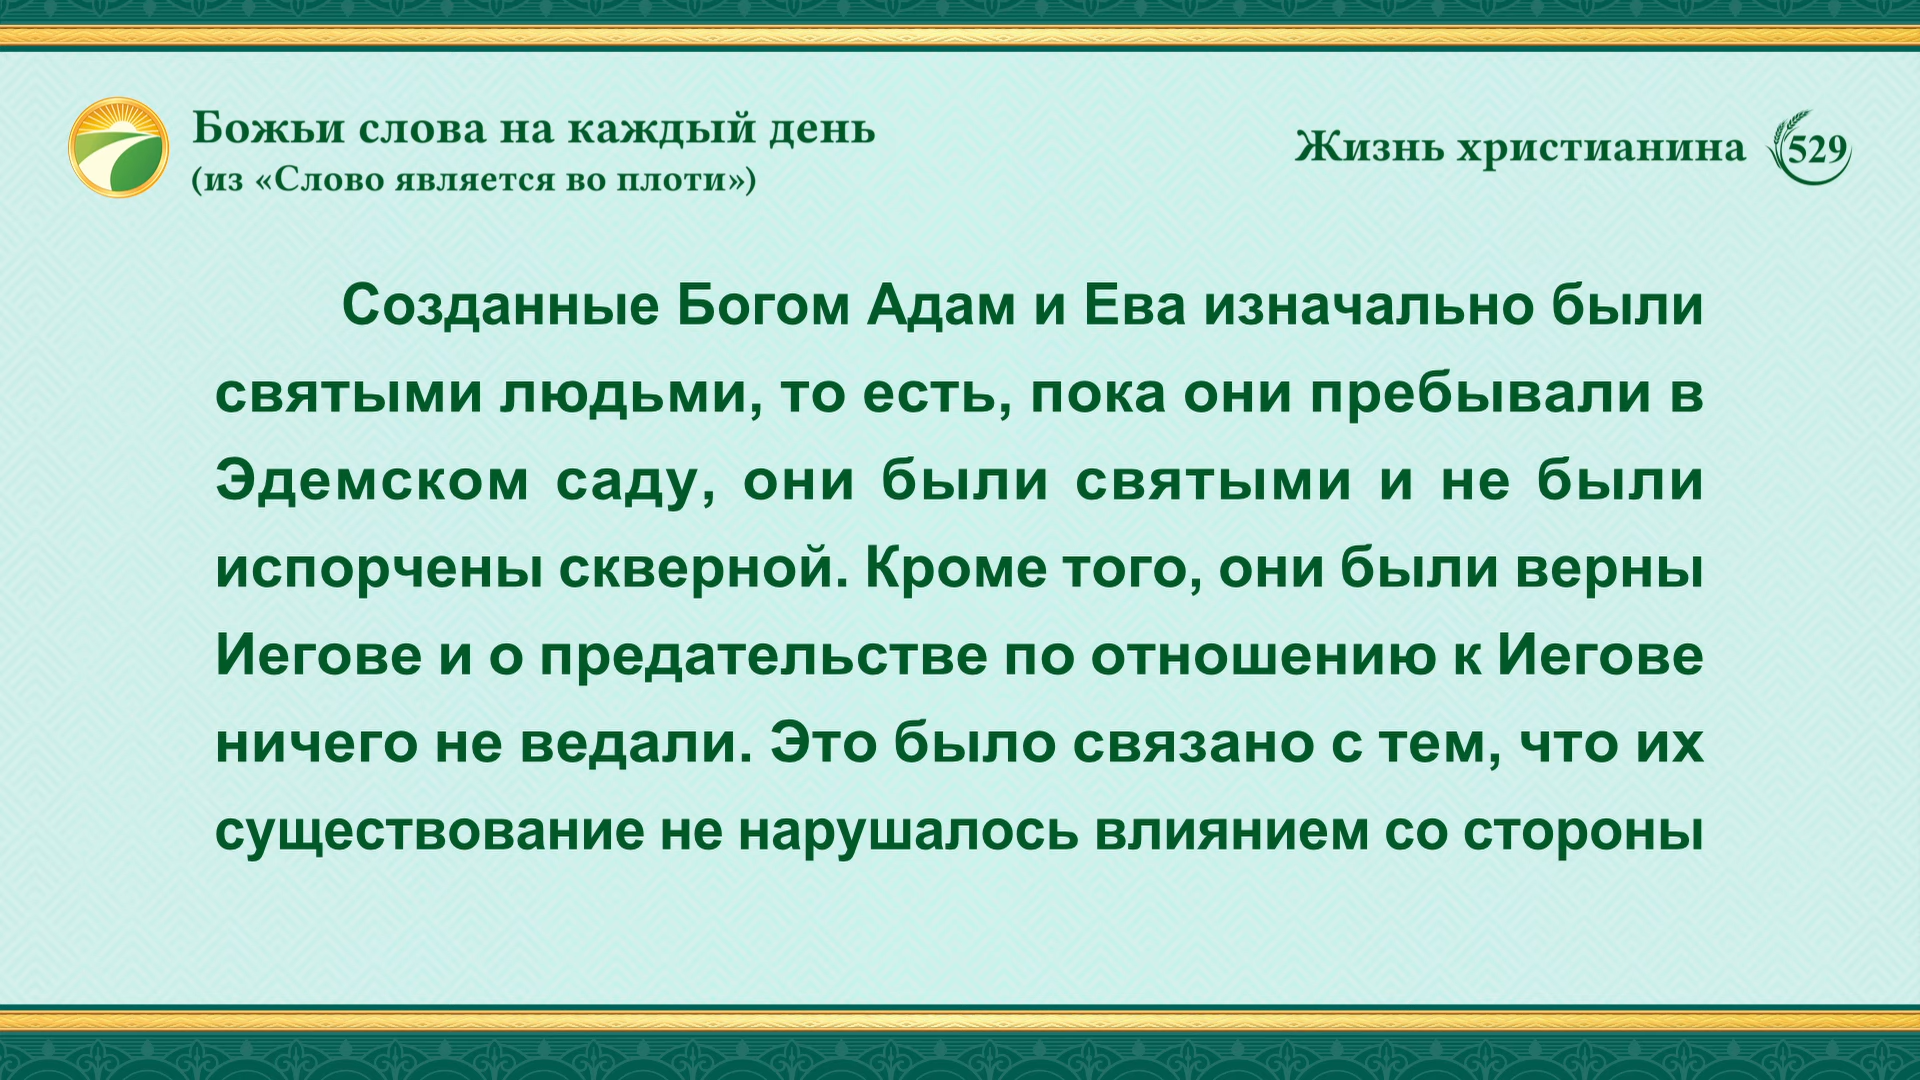 Божьи слова на каждый день
(из «Слово является во плоти»)
Жизнь христианина 529
Созданные Богом Адам и Ева изначально были
святыми людьми, то есть, пока они пребывали в
Эдемском саду, они были святыми и не были
испорчены скверной. Кроме того, они были верны
Иегове и о предательстве по отношению к Иегове
ничего не ведали. Это было связано с тем, что их
существование не нарушалось влиянием со стороны